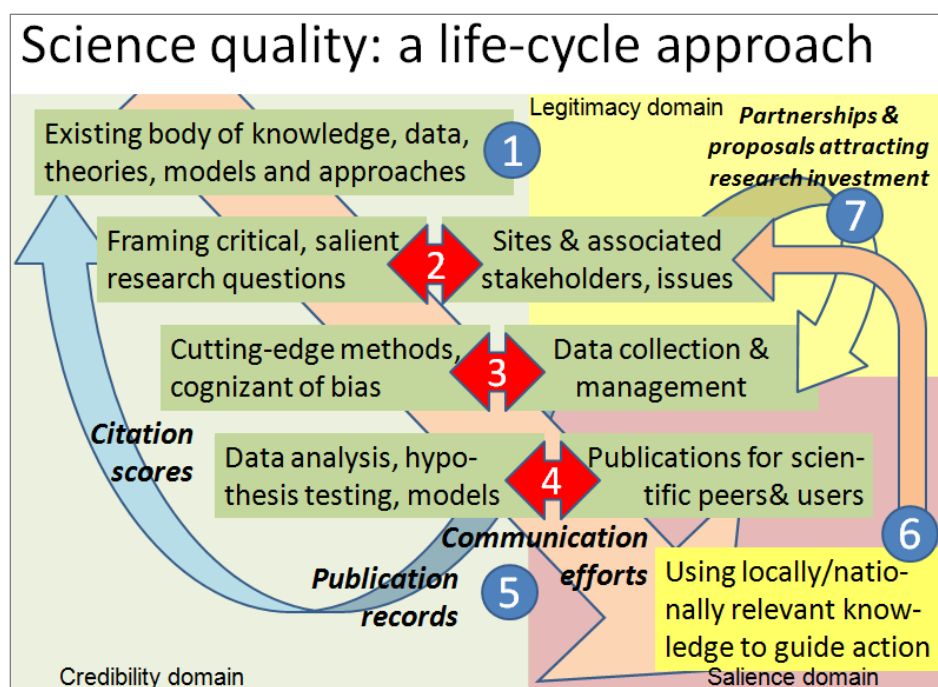 Science quality: a life-cycle approach
Legitimacy domain
Existing body of knowledge, data,
theories, models and approaches
1
Partnerships &
proposals attracting
research investment
7
Framing critical, salient
research questions
2
Sites & associated
stakeholders, issues
Cutting-edge methods,
cognizant of bias
3
Data collection &
management
Citation
scores
Data analysis, hypo-
thesis testing, models
4
Publications for scien-
tific peers& users
Communication
efforts
Publication
records
5
6
Using locally/natio-
nally relevant know-
ledge to guide action
Credibility domain
Salience domain